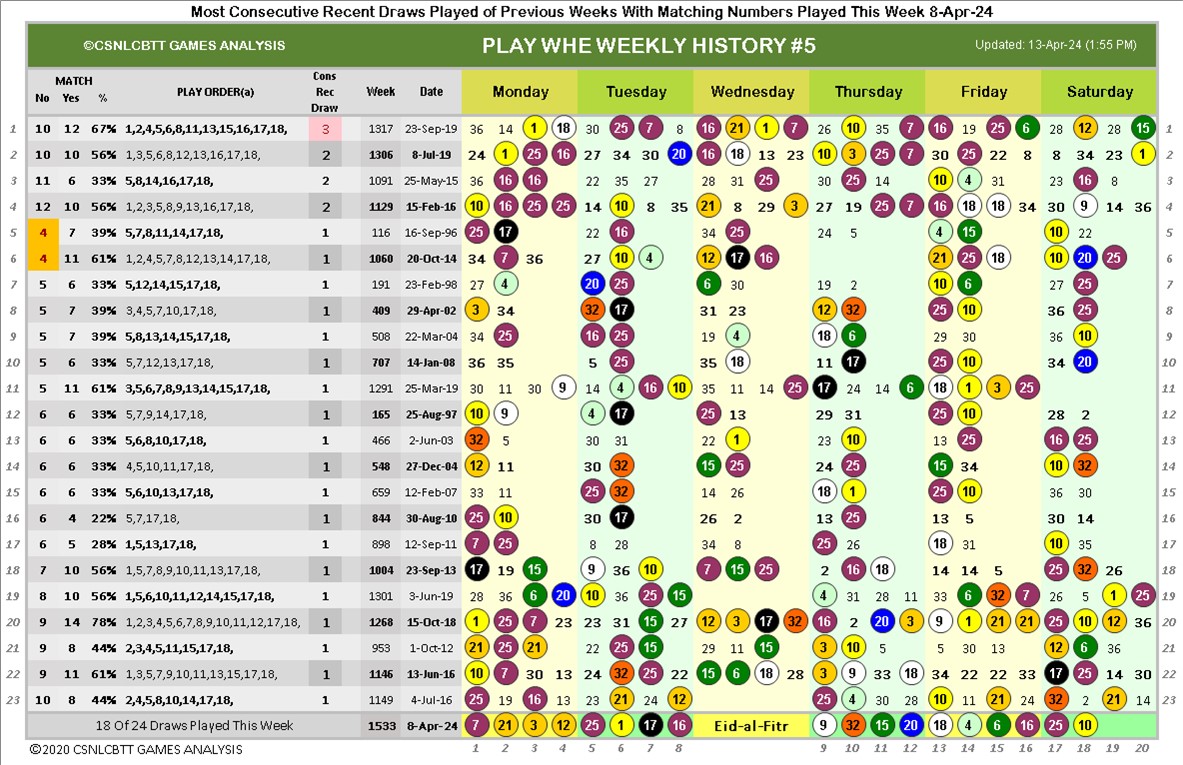 Most Consecutive Recent Draws Played of Previous Weeks With Matching Numbers Played This Week 8-Apr-24
©CSNLCBTT GAMES ANALYSIS PLAY WHE WEEKLY HISTORY #5 Updated: 13-Apr-24 (1:55 PM)
MATCH No Yes % PLAY ORDER(a) Cons Rec Draw Week Date Monday Tuesday Wednesday Thursday Friday Saturday
1 10 12 67% 1,2,4,5,6,8,11,13,15,16,17,18, 3 1317 23-Sep-19 36 14 1 18 30 25 7 8 16 21 1 7 26 10 35 7 16 19 25 6 28 12 28 15 1
2 10 10 56% 1,3,5,6,8,12,13,16,17,18, 2 1306 8-Jul-19 24 1 25 16 27 34 30 20 16 18 13 23 10 3 25 7 30 25 22 8 8 34 23 1 2
3 11 6 33% 5,8,14,16,17,18, 2 1091 25-May-15 36 16 16 22 35 27 28 31 25 30 25 14 10 4 31 23 16 8 3
4 12 10 56% 1,2,3,5,8,9,13,16,17,18, 2 1129 15-Feb-16 10 16 25 25 14 10 8 35 21 8 29 3 27 19 25 7 16 18 18 34 30 9 14 36 4
5 4 7 39% 5,7,8,11,14,17,18, 1 116 16-Sep-96 25 17 22 16 34 25 24 5 4 15 10 22 5
6 4 11 61% 1,2,4,5,7,8,12,13,14,17,18, 1 1060 20-Oct-14 34 7 36 27 10 4 12 17 16 21 25 18 10 20 25 6
7 5 6 33% 5,12,14,15,17,18, 1 191 23-Feb-98 27 4 20 25 6 30 19 2 10 6 27 25 7
8 5 7 39% 3,4,5,7,10,17,18, 1 409 29-Apr-02 3 34 32 17 31 23 12 32 25 10 36 25 8
9 5 7 39% 5,8,13,14,15,17,18, 1 508 22-Mar-04 34 25 16 25 19 4 18 6 29 30 36 10 9
10 5 6 33% 5,7,12,13,17,18, 1 707 14-Jan-08 36 35 5 25 35 18 11 17 25 10 34 20 10
11 5 11 61% 1,3,5,6,7,8,9,13,14,15,17,18, 1 1291 25-Mar-19 30 11 30 9 14 4 16 10 35 11 14 25 17 24 14 6 18 1 3 25 11
12 6 6 33% 5,7,9,14,17,18, 1 165 25-Aug-97 10 9 4 17 25 13 29 31 25 10 28 2 12
13 6 6 33% 5,6,8,10,17,18, 1 466 2-Jun-03 32 5 30 31 22 1 23 10 13 25 16 25 13
14 6 6 33% 4,5,10,11,17,18, 1 548 27-Dec-04 12 11 30 32 15 25 24 25 15 34 10 32 14
15 6 6 33% 5,6,10,13,17,18, 1 659 12-Feb-07 33 11 25 32 14 26 18 1 25 10 36 30 15
16 6 4 22% 5,7,27,18, 1 844 30-Aug-10 25 10 30 17 26 2 13 25 13 5 30 14 16
17 6 5 28% 1,5,13,17,18, 1 898 12-Sep-11 7 25 8 28 34 8 25 26 18 31 10 35 17
18 7 10 56% 1,5,7,8,9,10,11,13,17,18, 1 1004 23-Sep-13 17 19 15 9 36 10 7 15 25 2 16 18 14 14 5 25 32 26 18
19 8 10 56% 1,5,6,10,11,12,14,15,17,18, 1 1301 3-Jun-19 28 36 6 20 10 36 25 15 4 31 28 11 33 6 32 7 26 5 1 25 19
20 9 14 78% 1,2,3,4,5,6,7,8,9,10,11,12,17,18, 1 1268 15-Oct-18 1 25 7 23 23 31 15 27 12 3 17 32 16 2 20 3 9 1 21 21 25 10 12 36 20
21 9 8 44% 2,3,4,5,11,15,17,18, 1 953 1-Oct-12 21 25 21 36 25 15 29 11 15 3 10 5 5 30 13 12 6 36 21
22 9 11 61% 1,3,5,7,9,10,11,13,15,17,18, 1 1146 13-Jun-16 10 7 30 13 24 32 25 22 15 6 18 28 3 9 33 18 34 22 22 33 17 25 14 30 22
23 10 8 44% 2,4,5,8,10,14,17,18, 1 1149 4-Jul-16 25 19 16 13 23 21 24 12 25 4 30 28 10 11 21 24 32 2 21 14 23
18 Of 24 Draws Played This Week 1533 8-Apr-24 7 21 3 12 25 1 17 16 Eid-al-Fitr 9 32 15 20 18 4 6 16 25 10
©2020 CSNLCBTT GAMES ANALYSIS 1 2 3 4 5 6 7 8 9 10 11 12 13 14 15 16 17 18 19 20